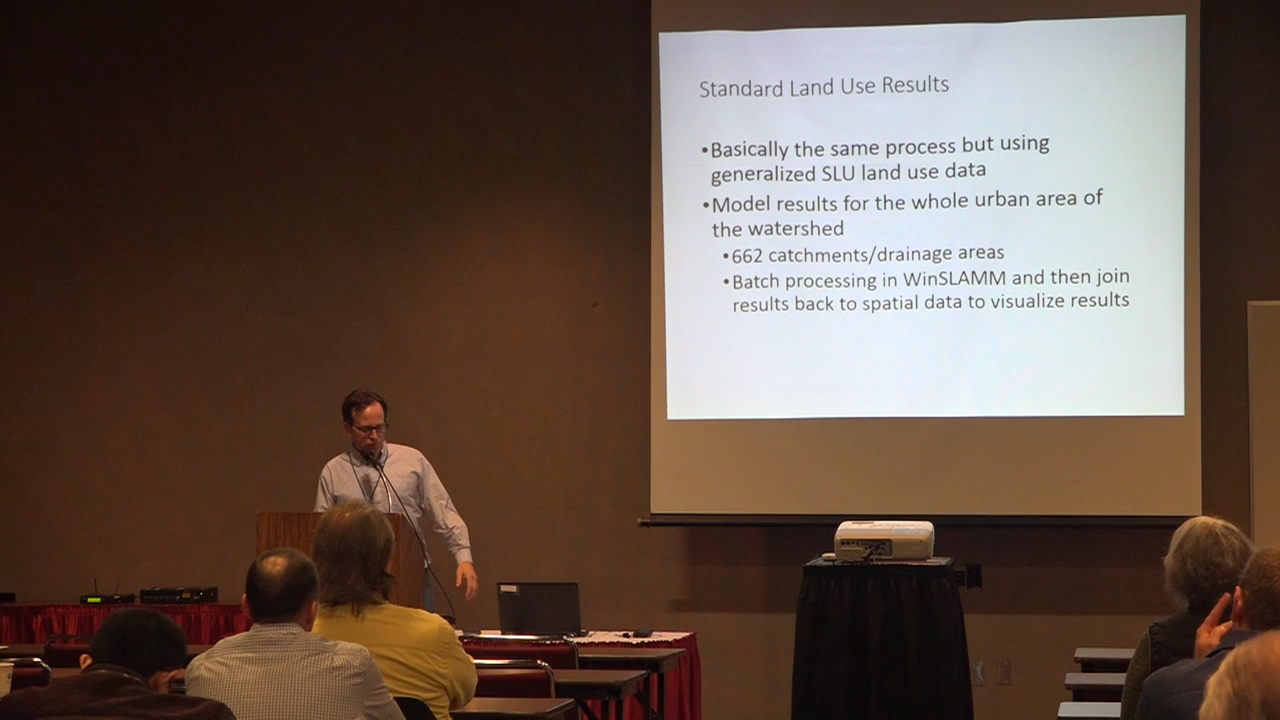 Standard Land Use Results
•Basically the same process but using
generalized SLU land use data
•Model results for the whole urban area of
the watershed
•662 catchments/drainage areas
•Batch processing in WinSLAMM and then join
results back to spatial data to visualize results